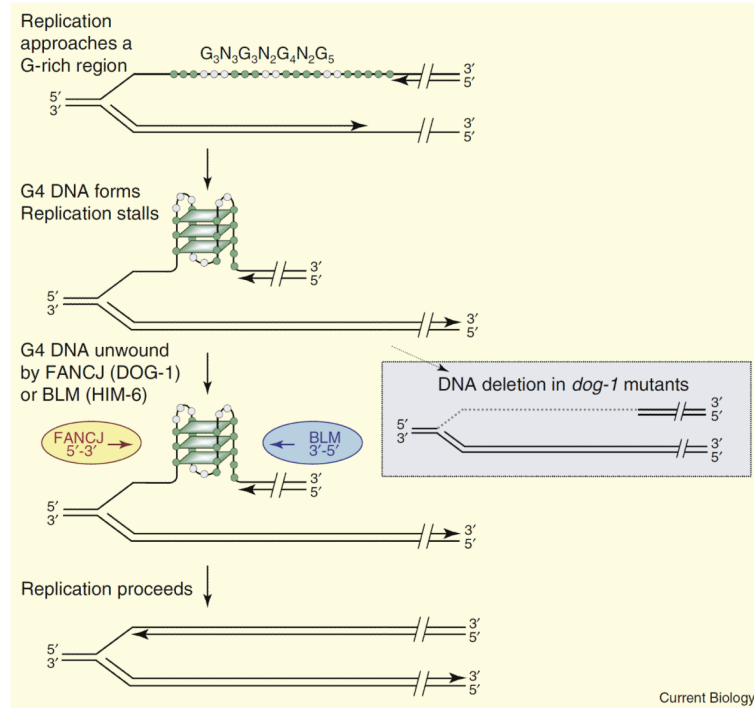 Replication
approaches a
G-rich region
G₃N₃G₃N₂G₄N₂G₅
3′
5′
5′
3′
3′
5′
G4 DNA forms
Replication stalls
3′
5′
5′
3′
3′
5′
G4 DNA unwound
by FANCJ (DOG-1)
or BLM (HIM-6)
DNA deletion in dog-1 mutants
3′
5′
5′
3′
3′
5′
FANCJ
5′-3′
BLM
3′-5′
3′
5′
5′
3′
3′
5′
Replication proceeds
3′
5′
5′
3′
3′
5′
Current Biology